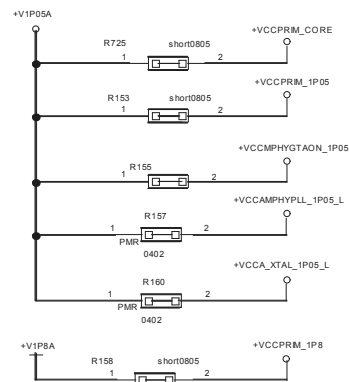 +V1P05A
R725 short0805 +VCCPRIM_CORE
1 2
R153 short0805 +VCCPRIM_1P05
1 2
R155 +VCCMPHYGTAON_1P05
1 2
R157 +VCCAMPHYPLL_1P05_L
1 2
PMR
0402
R160 +VCCA_XTAL_1P05_L
1 2
PMR
0402
+V1P8A R158 short0805 +VCCPRIM_1P8
1 2